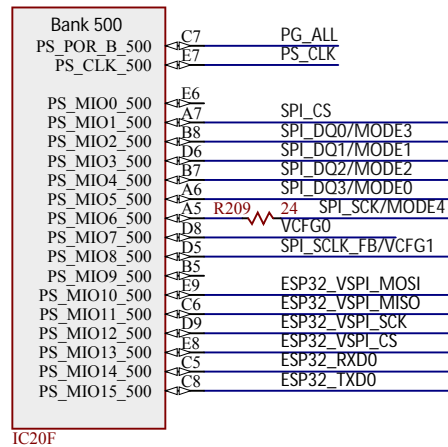 Bank 500
PS_POR_B_500 C7 PG_ALL
PS_CLK_500 E7 PS_CLK
PS_MIO0_500 E6
PS_MIO1_500 A7 SPI_CS
PS_MIO2_500 B8 SPI_DQ0/MODE3
PS_MIO3_500 D6 SPI_DQ1/MODE1
PS_MIO4_500 B7 SPI_DQ2/MODE2
PS_MIO5_500 A6 SPI_DQ3/MODE0
PS_MIO6_500 A5 R209 24 SPI_SCK/MODE4
PS_MIO7_500 D8 VCFG0
PS_MIO8_500 D5 SPI_SCLK_FB/VCFG1
PS_MIO9_500 B5
PS_MIO10_500 E9 ESP32_VSPI_MOSI
PS_MIO11_500 C6 ESP32_VSPI_MISO
PS_MIO12_500 D9 ESP32_VSPI_SCK
PS_MIO13_500 E8 ESP32_VSPI_CS
PS_MIO14_500 C5 ESP32_RXD0
PS_MIO15_500 C8 ESP32_TXD0
IC20F